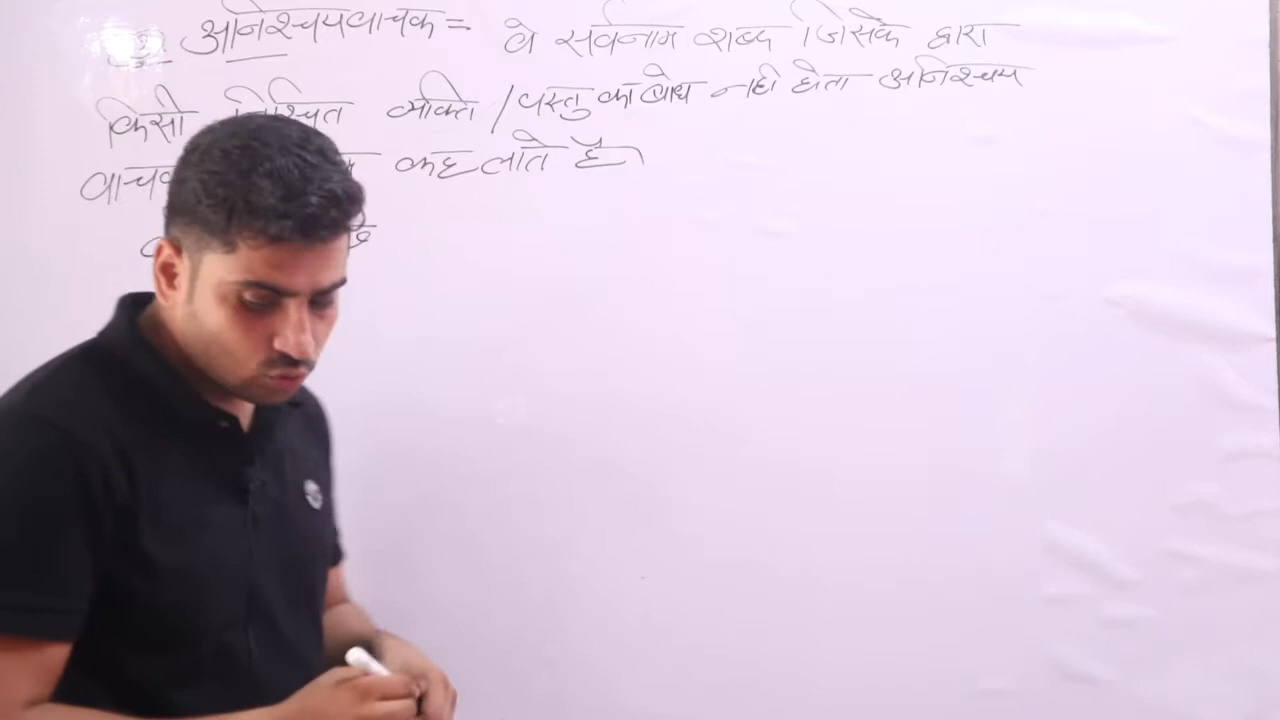 अनिश्चयवाचक = वे सर्वनाम शब्द जिसके द्वारा
किसी निश्चित व्यक्ति / वस्तु का बोध नही होता अनिश्चय
वाचक कहलाते है।